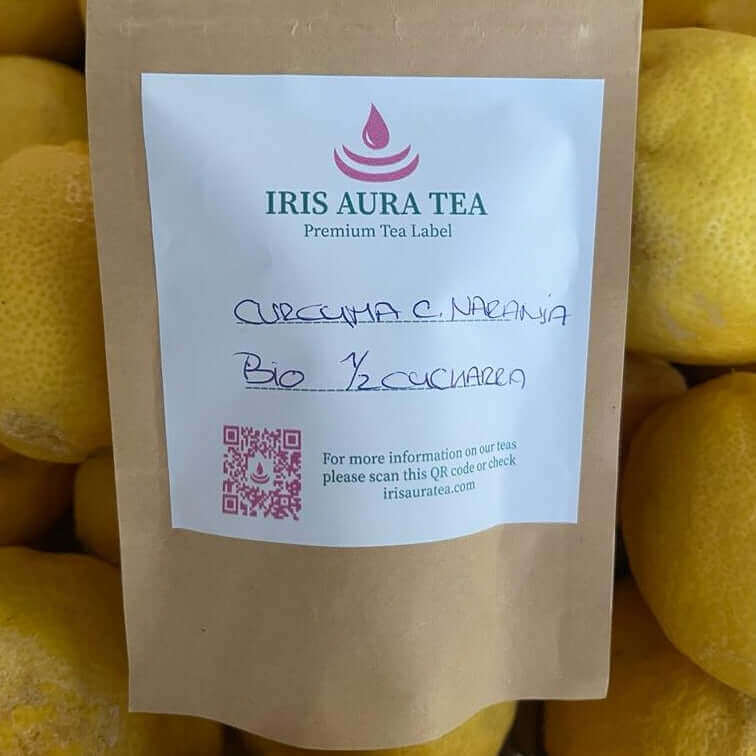 IRIS AURA TEA
Premium Tea Label
CURCUMA C. NARANJA
Bio 1/2 CUCHARRA
For more information on our teas
please scan this QR code or check
irisauratea.com